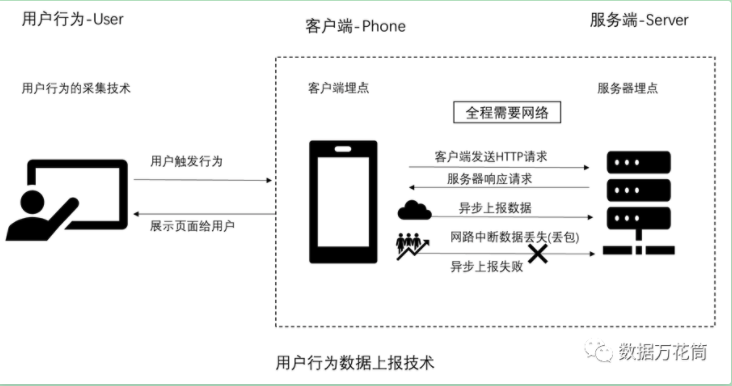 用户行为-User
客户端-Phone
服务端-Server
用户行为的采集技术
客户端埋点
服务器埋点
全程需要网络
用户触发行为
客户端发送HTTP请求
服务器响应请求
展示页面给用户
异步上报数据
网路中断数据丢失(丢包)
异步上报失败
数据万花筒
用户行为数据上报技术